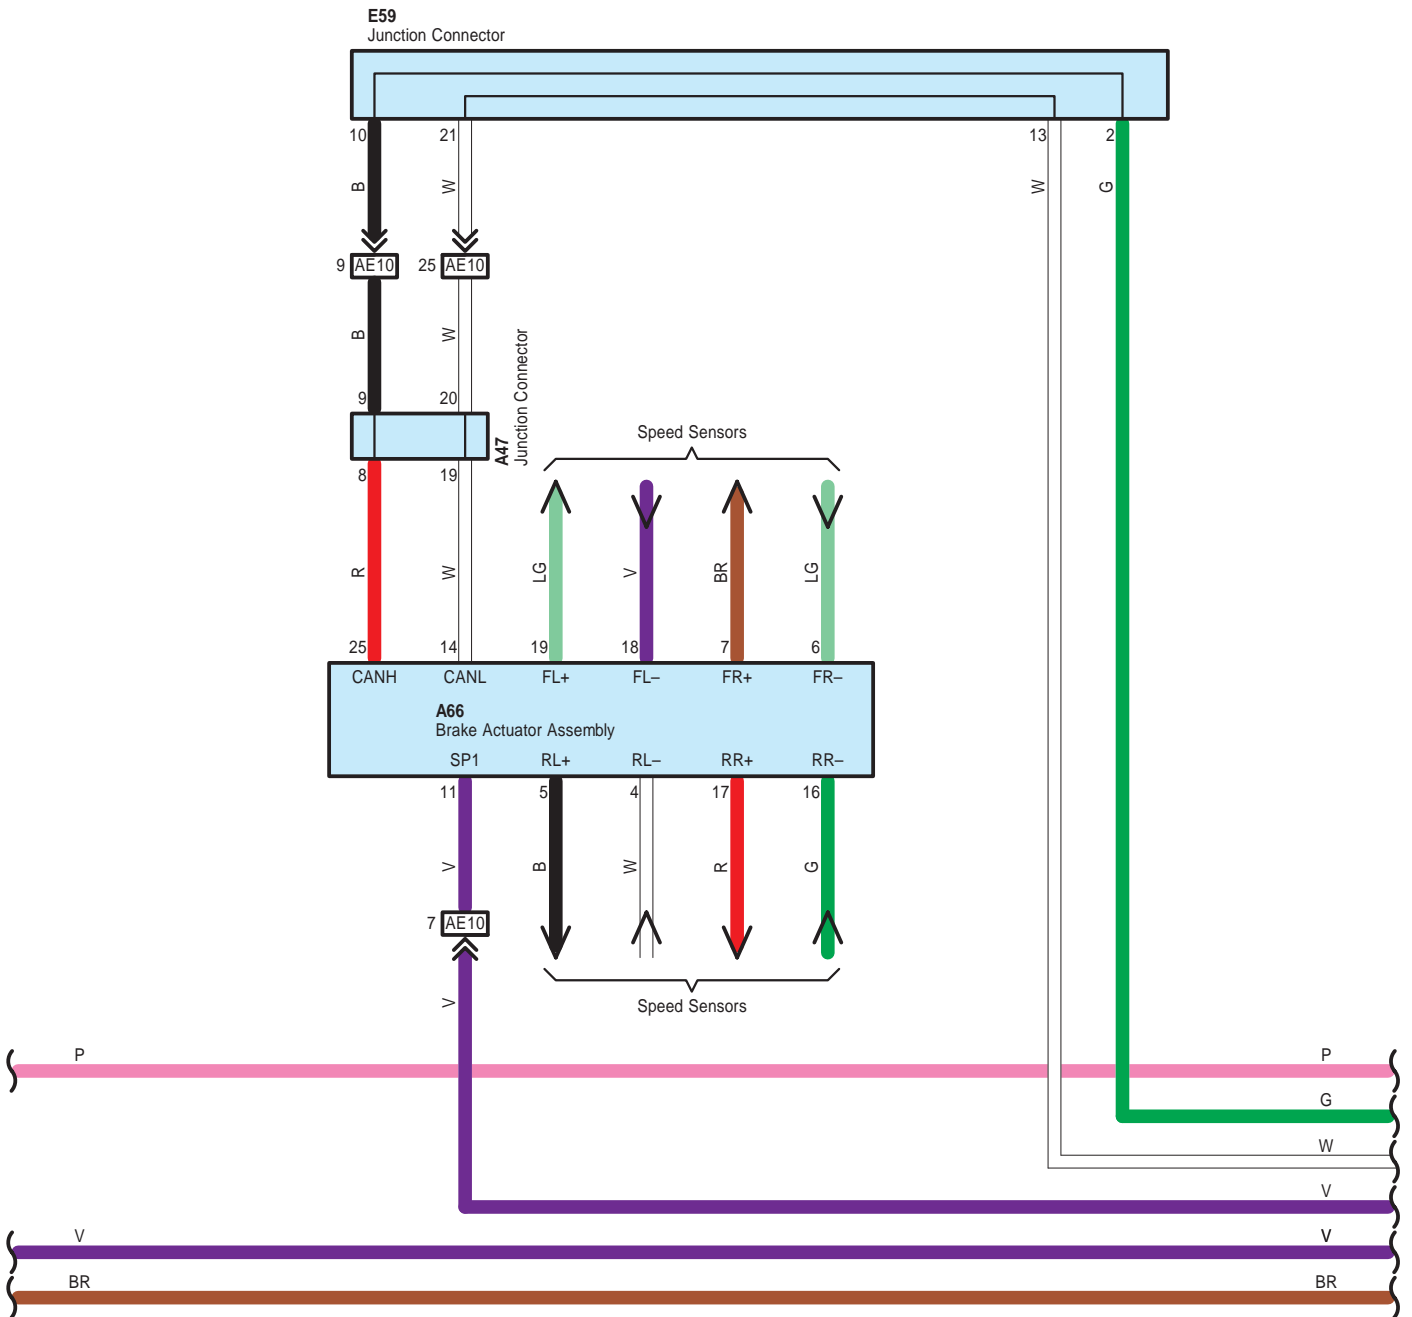 E59
Junction Connector
10 21 13 2
B W W G
9 AE10 25 AE10
B W
9 20
A47
Junction Connector
Speed Sensors
8 19
R W LG V BR LG
25 14 19 18 7 6
CANH CANL FL+ FL– FR+ FR–
A66
Brake Actuator Assembly
SP1 RL+ RL– RR+ RR–
11 5 4 17 16
V B W R G
7 AE10
V
Speed Sensors
P P
G
W
V
V V
BR BR